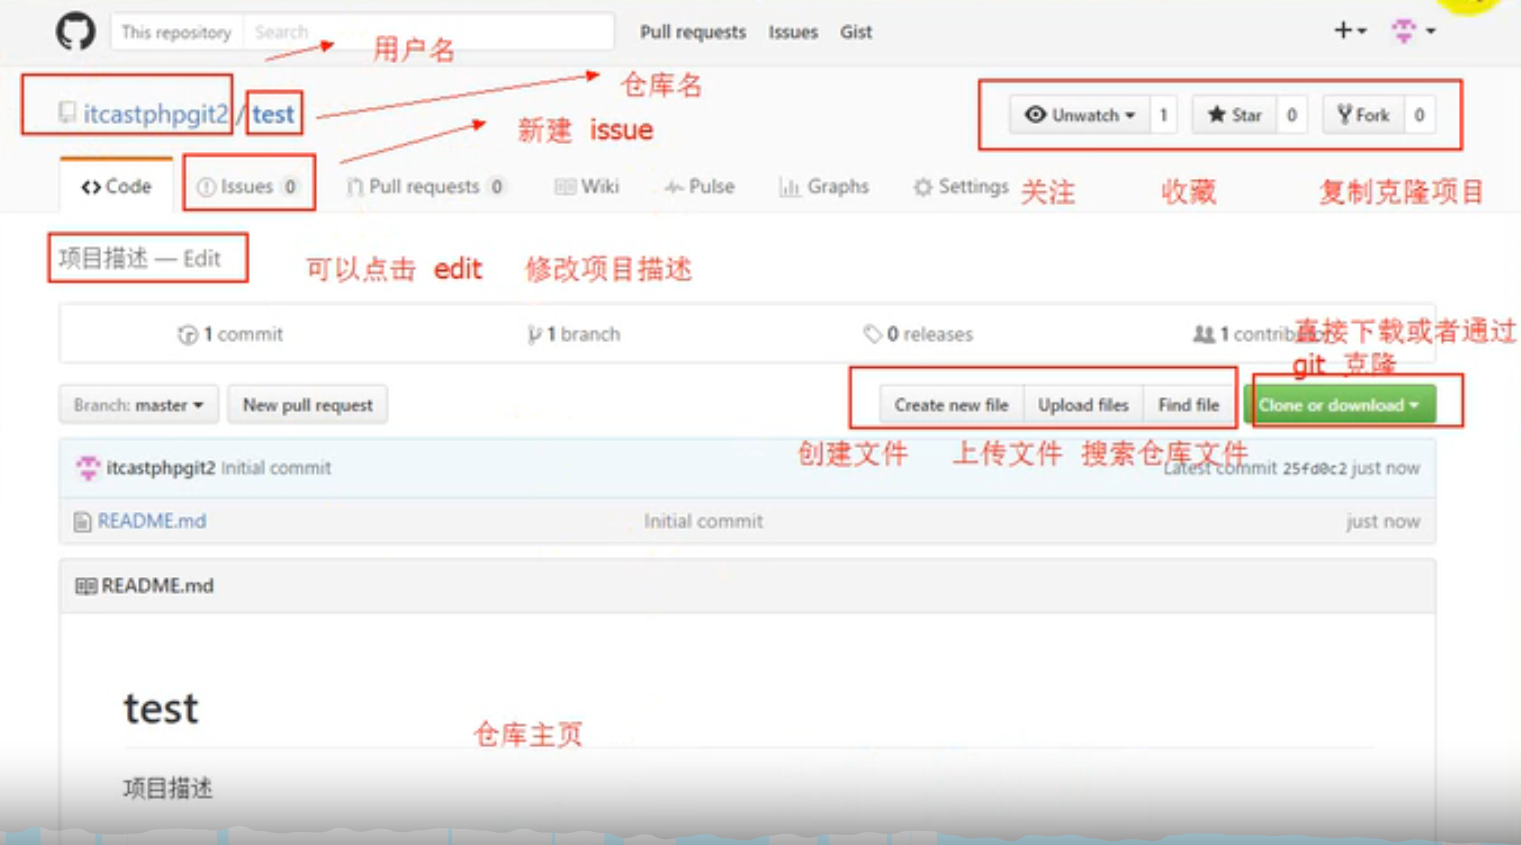 This repository Search Pull requests Issues Gist
用户名
仓库名
itcastphpgit2 / test
Unwatch 1 Star 0 Fork 0
新建 issue
Code Issues 0 Pull requests 0 Wiki Pulse Graphs Settings
关注 收藏 复制克隆项目
项目描述 — Edit
可以点击 edit 修改项目描述
1 commit 1 branch 0 releases 1 contributor
直接下载或者通过
git 克隆
Branch: master New pull request Create new file Upload files Find file Clone or download
创建文件 上传文件 搜索仓库文件
itcastphpgit2 Initial commit Latest commit 25fd0c2 just now
README.md Initial commit just now
README.md
test
仓库主页
项目描述